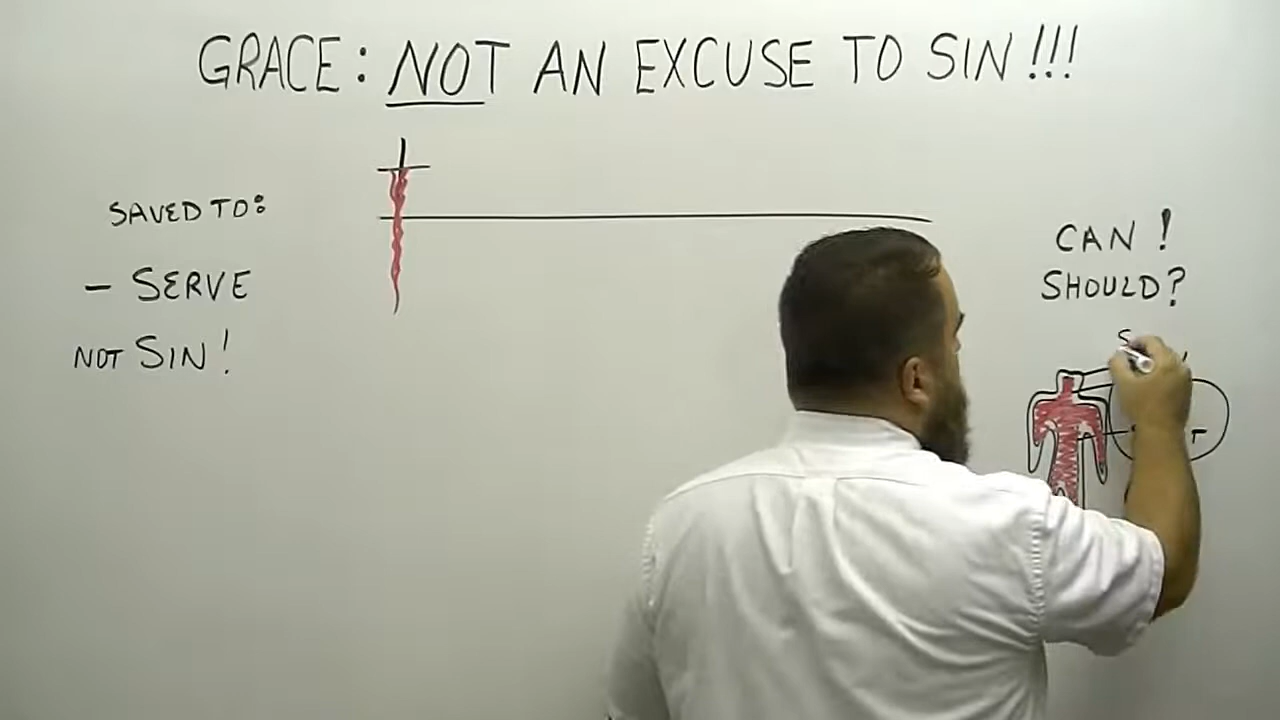 GRACE: NOT AN EXCUSE TO SIN!!!
SAVED TO:
- SERVE
NOT SIN!
CAN!
SHOULD?
S